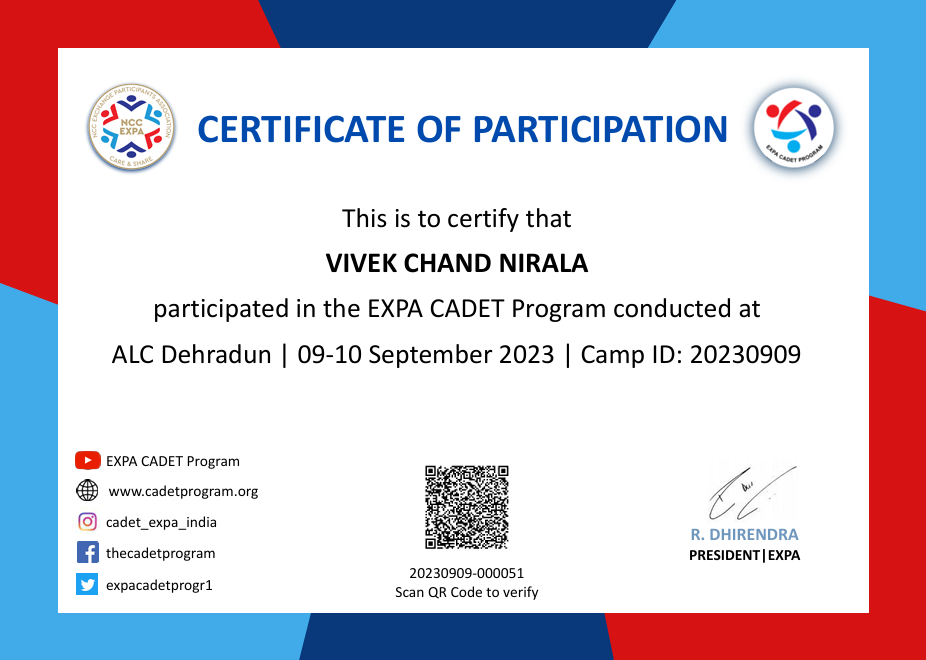 NCC EXCHANGE PARTICIPANTS ASSOCIATION
NCC
EXPA
CARE & SHARE
CERTIFICATE OF PARTICIPATION
EXPA CADET PROGRAM
This is to certify that
VIVEK CHAND NIRALA
participated in the EXPA CADET Program conducted at
ALC Dehradun | 09-10 September 2023 | Camp ID: 20230909
EXPA CADET Program
www.cadetprogram.org
cadet_expa_india
thecadetprogram
expacadetprogr1
20230909-000051
Scan QR Code to verify
R. DHIRENDRA
PRESIDENT|EXPA